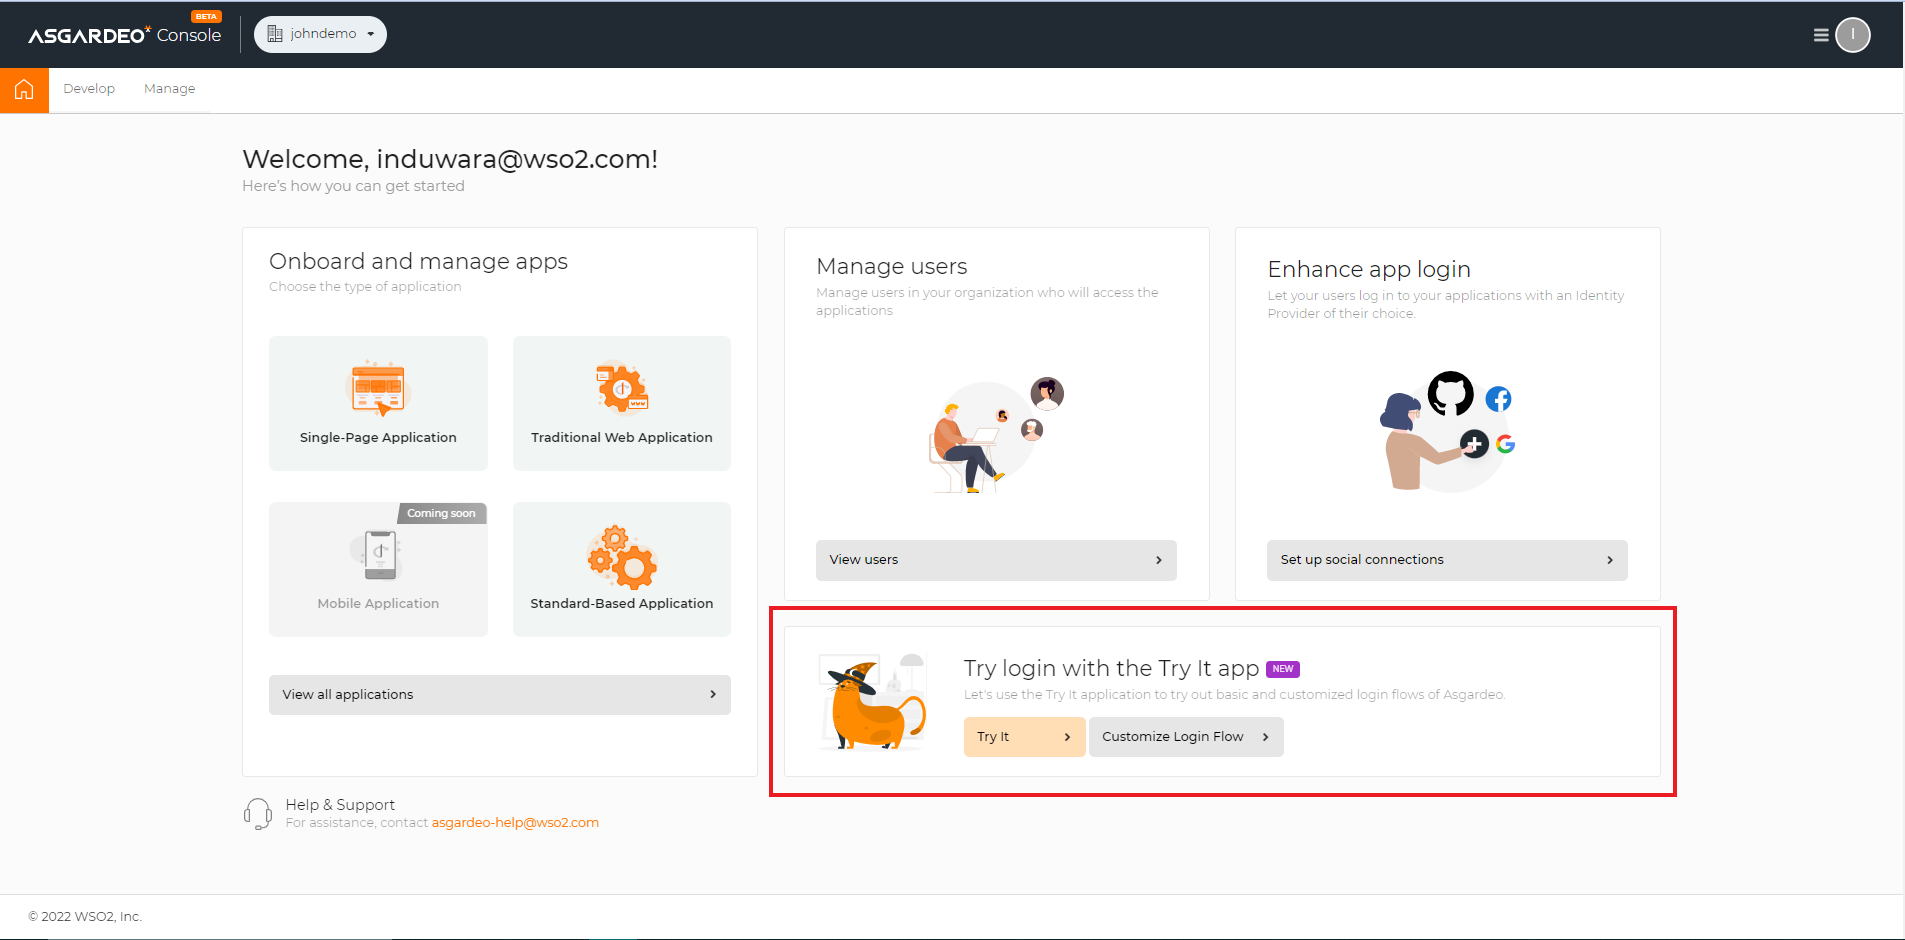 BETA
ASGARDEO Console
johndemo
I
Develop
Manage
Welcome, induwara@wso2.com!
Here's how you can get started
Onboard and manage apps
Choose the type of application
Single-Page Application
Traditional Web Application
Coming soon
Mobile Application
Standard-Based Application
View all applications
Manage users
Manage users in your organization who will access the
applications
View users
Enhance app login
Let your users log in to your applications with an Identity
Provider of their choice.
Set up social connections
Try login with the Try It app NEW
Let's use the Try It application to try out basic and customized login flows of Asgardeo.
Try It
Customize Login Flow
Help & Support
For assistance, contact asgardeo-help@wso2.com
© 2022 WSO2, Inc.